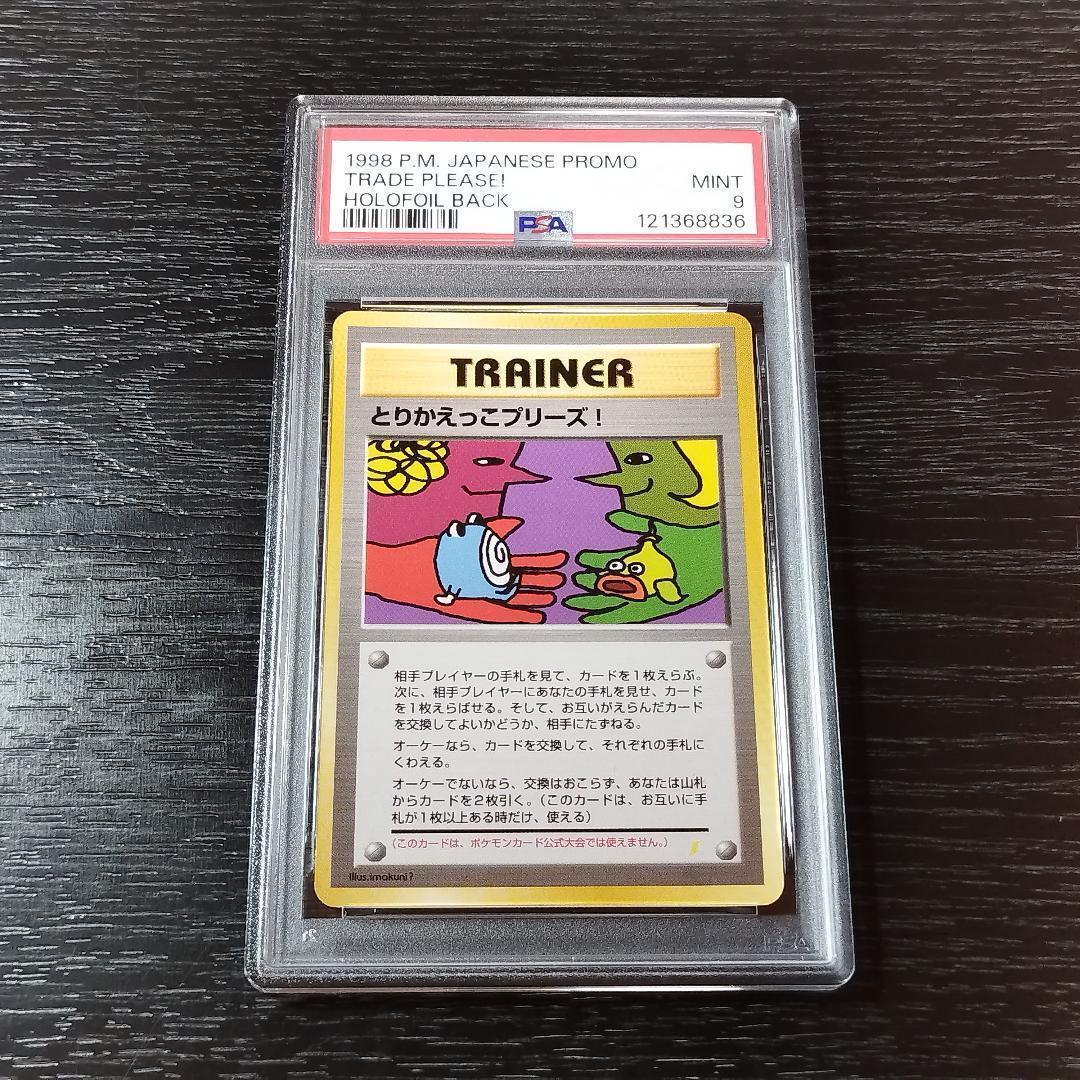 1998 P.M. JAPANESE PROMO
TRADE PLEASE! MINT
HOLOFOIL BACK 9
PSA 121368836
TRAINER
とりかえっこプリーズ！
相手プレイヤーの手札を見て、カードを1枚えらぶ。
次に、相手プレイヤーにあなたの手札を見せ、カード
を1枚えらばせる。そして、お互いがえらんだカード
を交換してよいかどうか、相手にたずねる。
オーケーなら、カードを交換して、それぞれの手札に
くわえる。
オーケーでないなら、交換はおこらず、あなたは山札
からカードを2枚引く。（このカードは、お互いに手
札が1枚以上ある時だけ、使える）
（このカードは、ポケモンカード公式大会では使えません。）
Illus.imakuni?
PSA